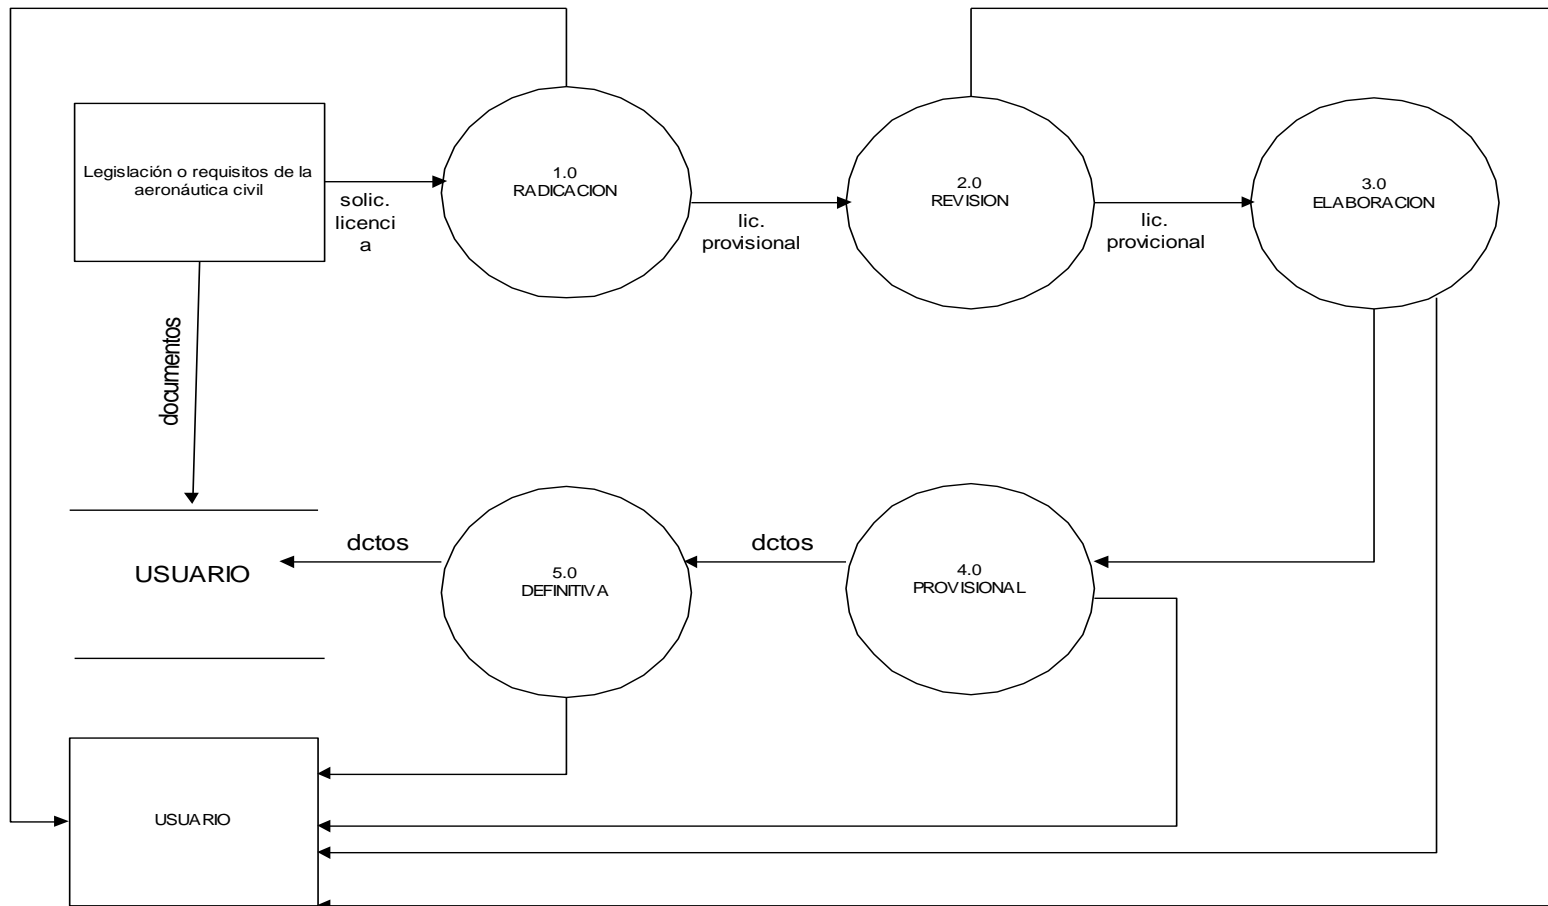 Legislación o requisitos de la
aeronáutica civil
solic.
licenci
a
1.0
RADICACION
lic.
provisional
2.0
REVISION
lic.
provicional
3.0
ELABORACION
documentos
USUARIO
dctos
5.0
DEFINITIVA
dctos
4.0
PROVISIONAL
USUARIO